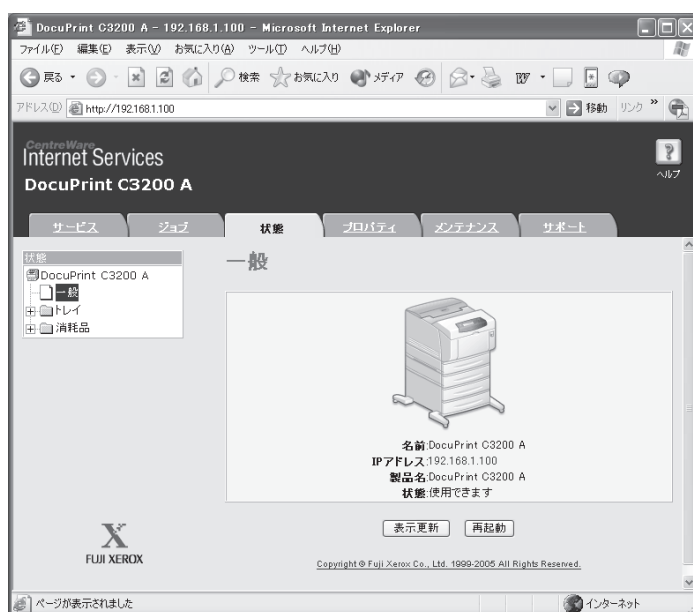 DocuPrint C3200 A - 192.168.1.100 - Microsoft Internet Explorer
ファイル(F) 編集(E) 表示(V) お気に入り(A) ツール(T) ヘルプ(H)
戻る 検索 お気に入り メディア
アドレス(D) http://192.168.1.100 移動 リンク »
CentreWare
Internet Services
DocuPrint C3200 A
ヘルプ
サービス ジョブ 状態 プロパティ メンテナンス サポート
状態
DocuPrint C3200 A
一般
トレイ
消耗品
一般
名前:DocuPrint C3200 A
IPアドレス:192.168.1.100
製品名:DocuPrint C3200 A
状態:使用できます
表示更新 再起動
FUJI XEROX
Copyright © Fuji Xerox Co., Ltd. 1999-2005 All Rights Reserved.
ページが表示されました インターネット